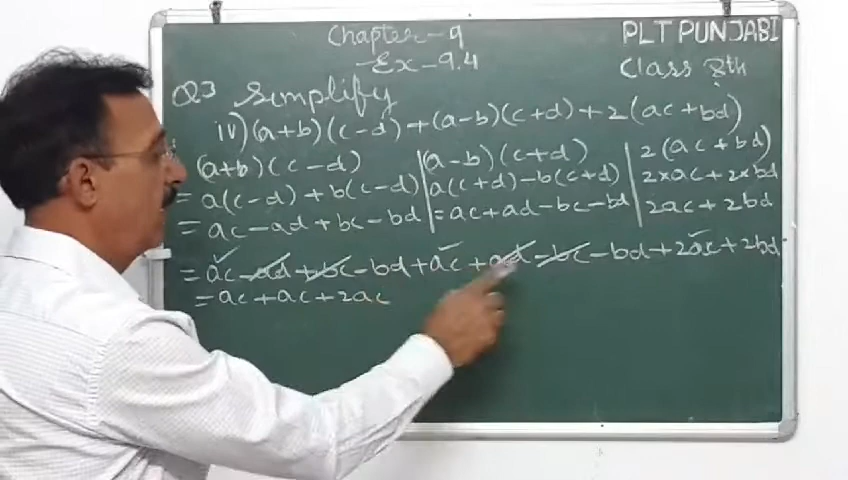 Chapter-9
PLT PUNJABI
Ex-9.4
Class 8th
Q3 Simplify
iv) (a+b)(c-d)+(a-b)(c+d)+2(ac+bd)
(a+b)(c-d) | (a-b)(c+d) | 2(ac+bd)
= a(c-d)+b(c-d) | a(c+d)-b(c+d) | 2×ac+2×bd
= ac-ad+bc-bd | =ac+ad-bc-bd | 2ac+2bd
= ac-ad+bc-bd+ac+ad-bc-bd+2ac+2bd
= ac+ac+2ac